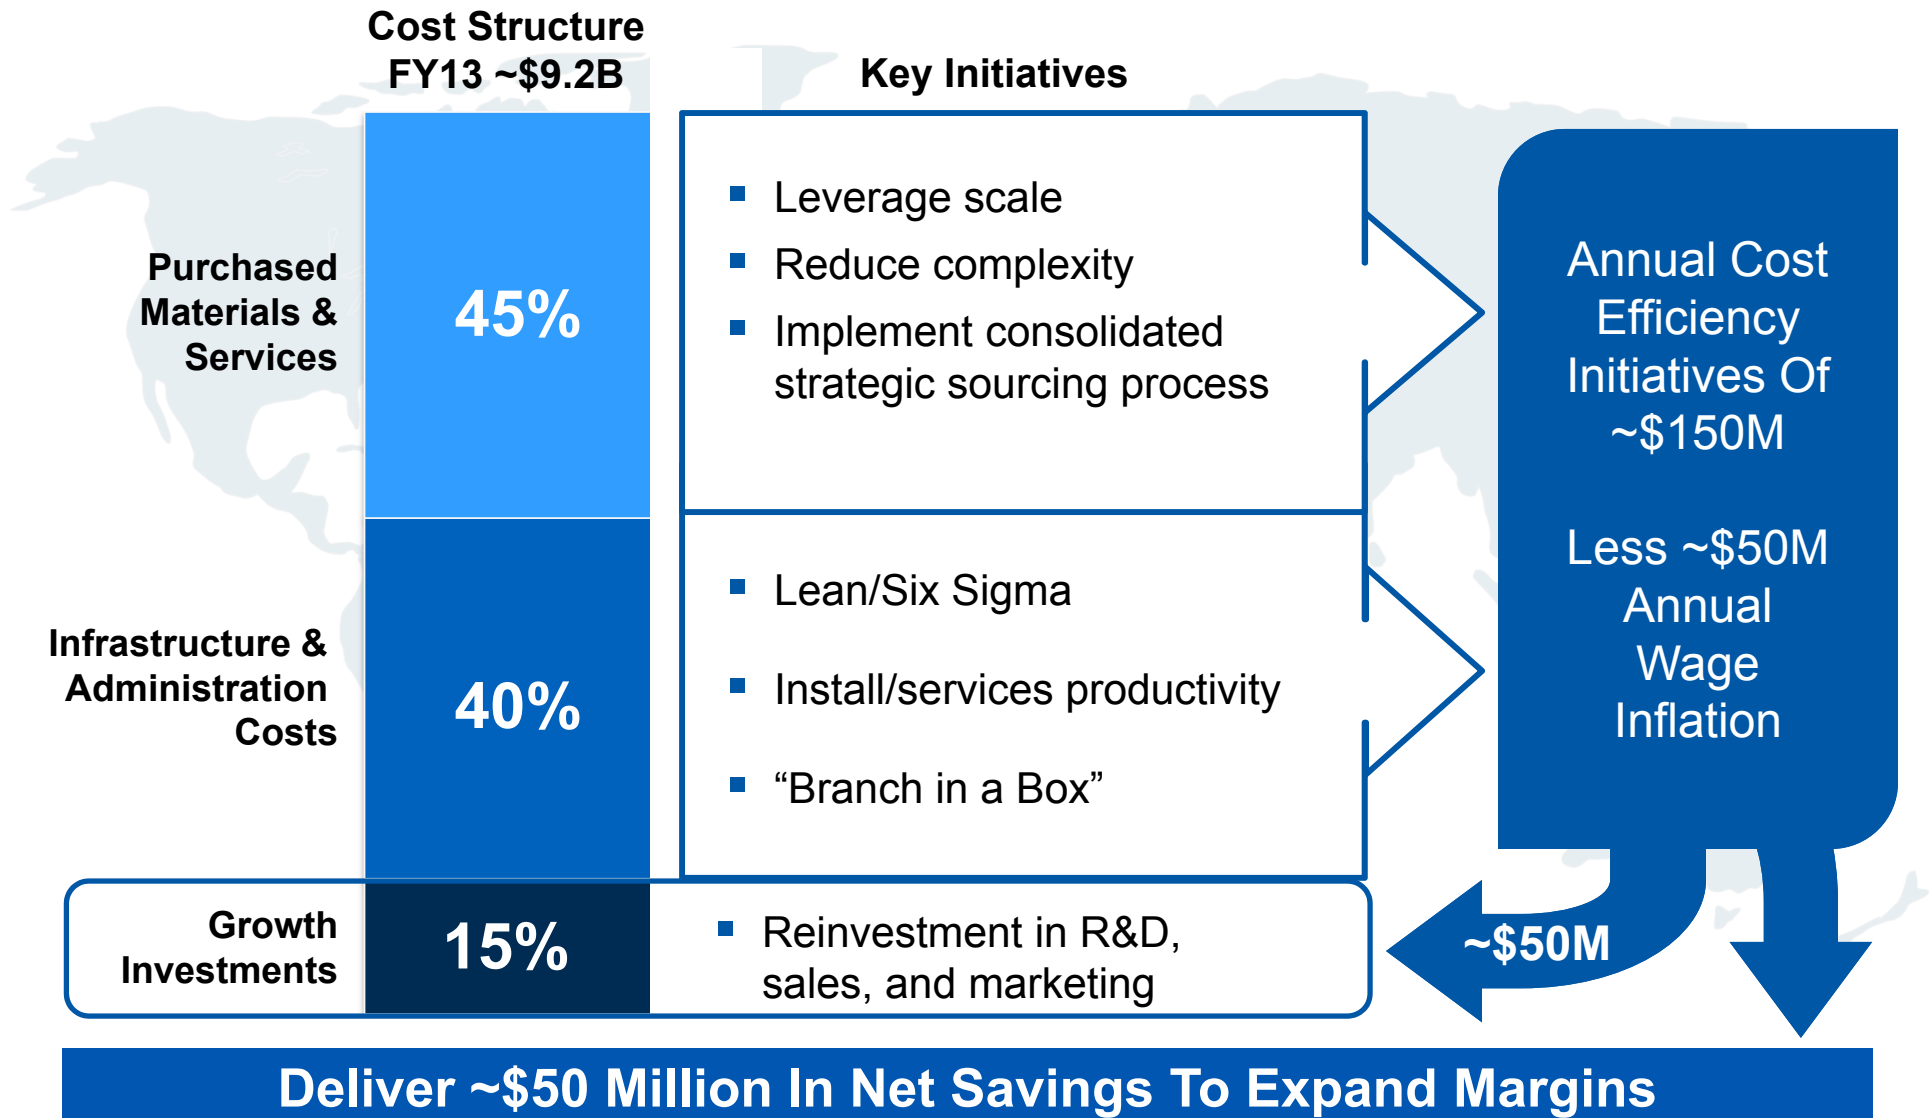 Cost Structure
FY13 ~$9.2B
Key Initiatives
Purchased
Materials &
Services
45%
▪ Leverage scale
▪ Reduce complexity
▪ Implement consolidated
strategic sourcing process
Infrastructure &
Administration
Costs
40%
▪ Lean/Six Sigma
▪ Install/services productivity
▪ “Branch in a Box”
Growth
Investments
15%
▪ Reinvestment in R&D,
sales, and marketing
Annual Cost
Efficiency
Initiatives Of
~$150M
Less ~$50M
Annual
Wage
Inflation
~$50M
Deliver ~$50 Million In Net Savings To Expand Margins